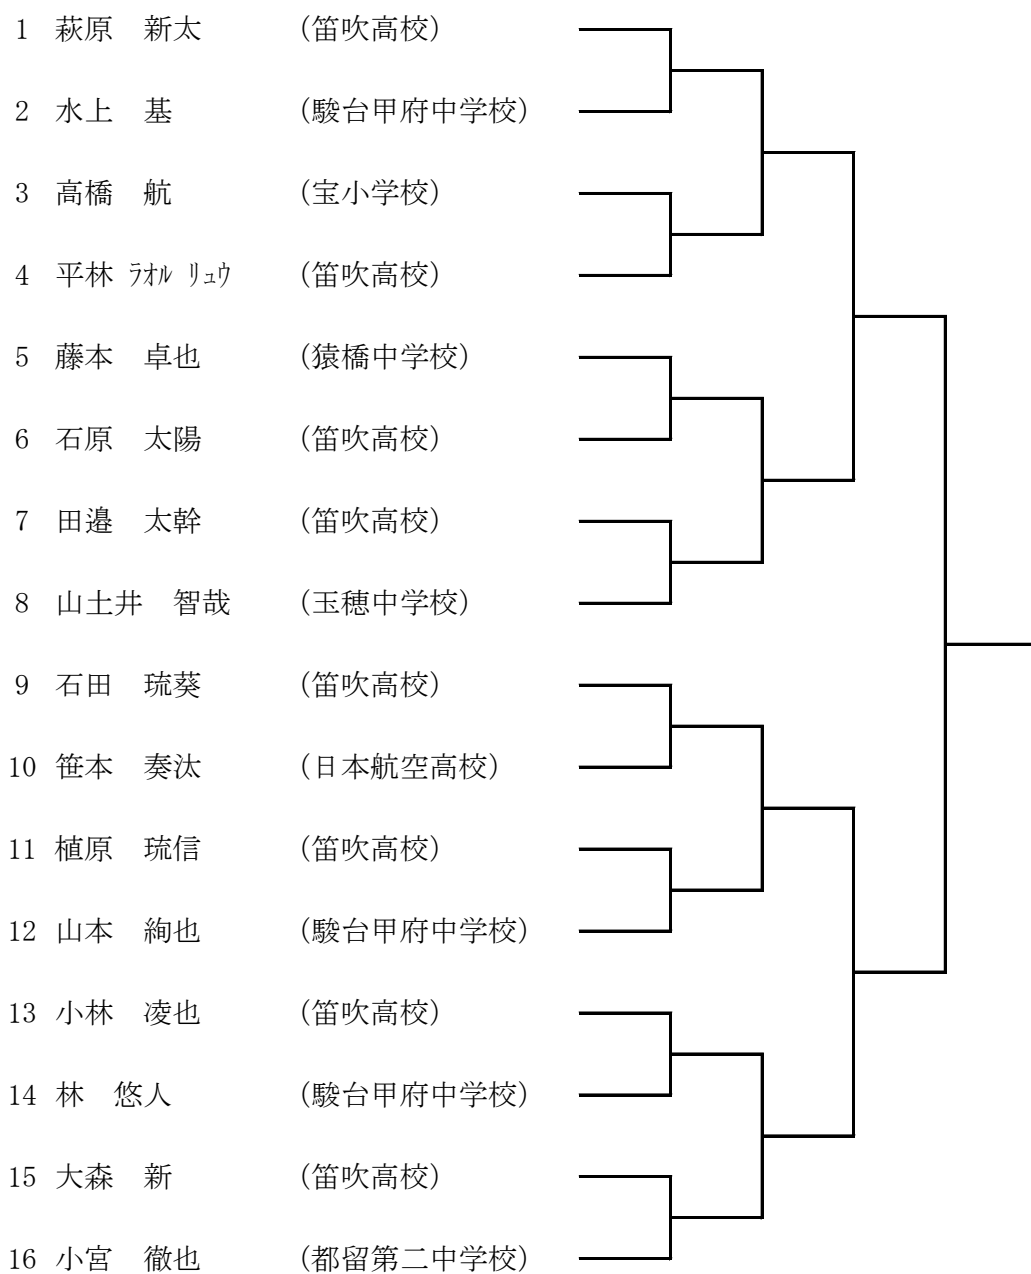 1 萩原　新太 (笛吹高校)
2 水上　基 (駿台甲府中学校)
3 高橋　航 (宝小学校)
4 平林 ﾗｵﾙ ﾘｭｳ (笛吹高校)
5 藤本　卓也 (猿橋中学校)
6 石原　太陽 (笛吹高校)
7 田邉　太幹 (笛吹高校)
8 山土井　智哉 (玉穂中学校)
9 石田　琉葵 (笛吹高校)
10 笹本　奏汰 (日本航空高校)
11 植原　琉信 (笛吹高校)
12 山本　絢也 (駿台甲府中学校)
13 小林　凌也 (笛吹高校)
14 林　悠人 (駿台甲府中学校)
15 大森　新 (笛吹高校)
16 小宮　徹也 (都留第二中学校)